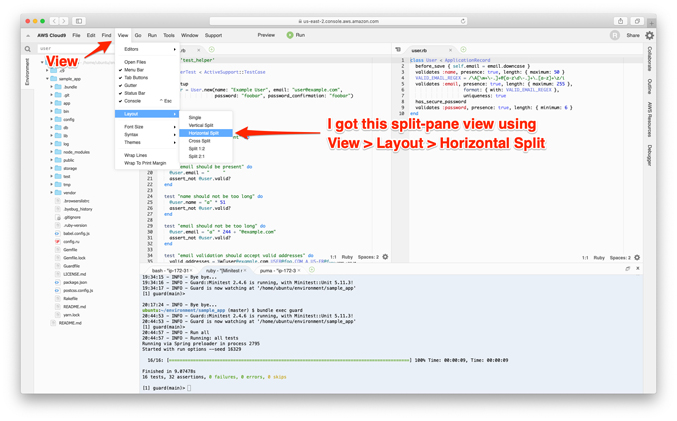 us-east-2.console.aws.amazon.com
AWS Cloud9 File Edit Find View Go Run Tools Window Support Preview Run Share
View
user
Environment
.c9
sample_app
.bundle
.git
app
bin
config
db
lib
log
node_modules
public
storage
test
tmp
vendor
.browserslistrc
.byebug_history
.gitignore
.ruby-version
babel.config.js
config.ru
Gemfile
Gemfile.lock
Guardfile
LICENSE.md
package.json
postcss.config.js
Rakefile
README.md
yarn.lock
README.md
Editors
Open Files
Menu Bar
Tab Buttons
Gutter
Status Bar
Console ^ Esc
Layout
Font Size
Syntax
Themes
Wrap Lines
Wrap To Print Margin
Single
Vertical Split
Horizontal Split
Cross Split
Split 1:2
Split 2:1
I got this split-pane view using
View > Layout > Horizontal Split
test_helper'
erTest < ActiveSupport::TestCase
= User.new(name: "Example User", email: "user@example.com",
password: "foobar", password_confirmation: "foobar")
email should be present" do
@user.email = "     "
assert_not @user.valid?
end
test "name should not be too long" do
@user.name = "a" * 51
assert_not @user.valid?
end
test "email should not be too long" do
@user.email = "a" * 244 + "@example.com"
assert_not @user.valid?
end
test "email validation should accept valid addresses" do
1:1 Ruby Spaces: 2
user.rb
class User < ApplicationRecord
before_save { self.email = email.downcase }
validates :name, presence: true, length: { maximum: 50 }
VALID_EMAIL_REGEX = /\A[\w+\-.]+@[a-z\d\-.]+\.[a-z]+\z/i
validates :email, presence: true, length: { maximum: 255 },
format: { with: VALID_EMAIL_REGEX },
uniqueness: true
has_secure_password
validates :password, presence: true, length: { minimum: 6 }
end
1:1 Ruby Spaces: 2
Collaborate
Outline
AWS Resources
Debugger
bash - "ip-172-31 ruby - "[Minitest r puma - "ip-172-3
19:34:15 - INFO - Bye bye...
19:34:16 - INFO - Guard::Minitest 2.4.6 is running, with Minitest::Unit 5.11.3!
19:34:17 - INFO - Guard is now watching at '/home/ubuntu/environment/sample_app'
[1] guard(main)>
20:17:24 - INFO - Bye bye...
ubuntu:~/environment/sample_app (master) $ bundle exec guard
20:44:53 - INFO - Guard::Minitest 2.4.6 is running, with Minitest::Unit 5.11.3!
20:44:53 - INFO - Guard is now watching at '/home/ubuntu/environment/sample_app'
20:44:57 - INFO - Run all
20:44:57 - INFO - Running: all tests
Running via Spring preloader in process 2795
Started with run options --seed 16329
16/16: [ ] 100% Time: 00:00:09, Time: 00:00:09
Finished in 9.07478s
16 tests, 32 assertions, 0 failures, 0 errors, 0 skips
[1] guard(main)>